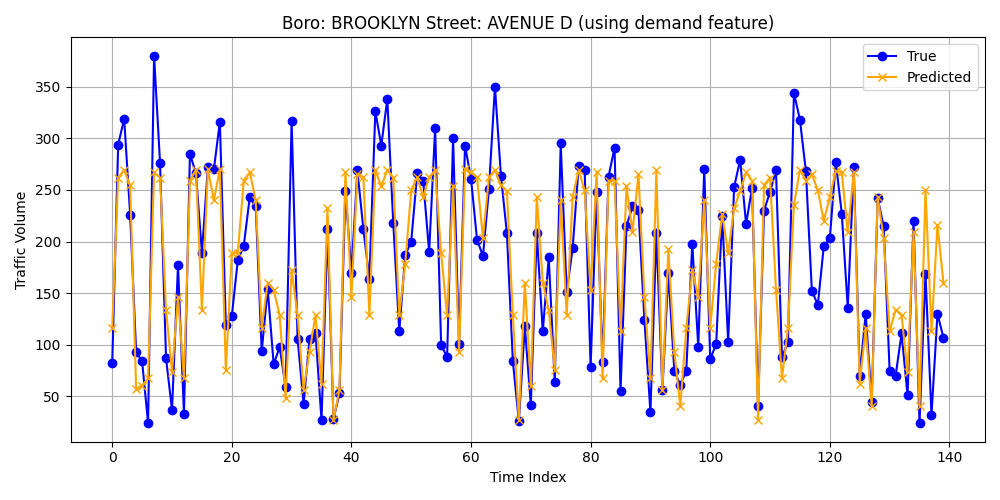 Boro: BROOKLYN Street: AVENUE D (using demand feature)
True
Predicted
Traffic Volume
350
300
250
200
150
100
50
0 20 40 60 80 100 120 140
Time Index